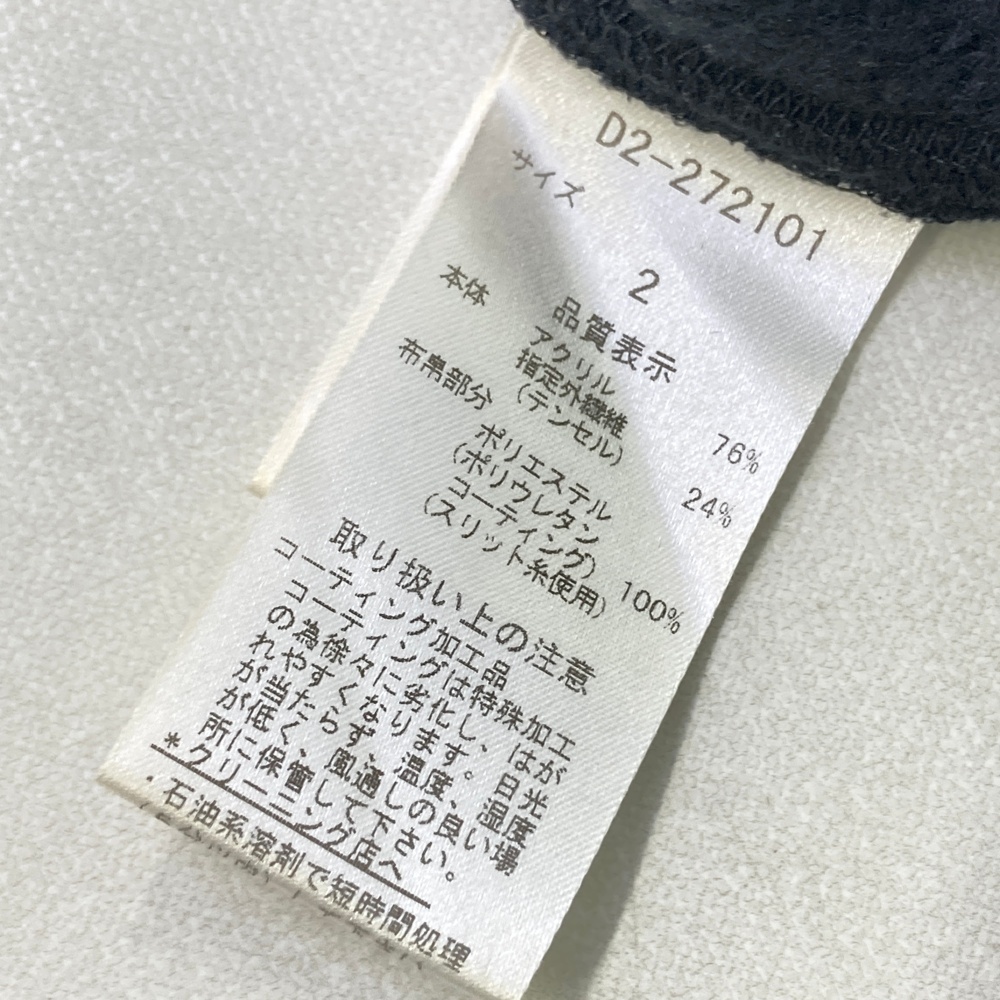 D2-272101
サイズ
2
品質表示
本体
アクリル 76%
指定外繊維
(テンセル) 24%
布帛部分
ポリエステル
(ポリウレタン
コーティング)
(スリット糸使用) 100%
取り扱い上の注意
コーティング加工品
コーティングは特殊加工
の為徐々に劣化し、はが
れやすくなります。日光
が当たらず、温度、湿度
が低く、風通しの良い場
所に保管して下さい。
*クリーニング店へ
・石油系溶剤で短時間処理